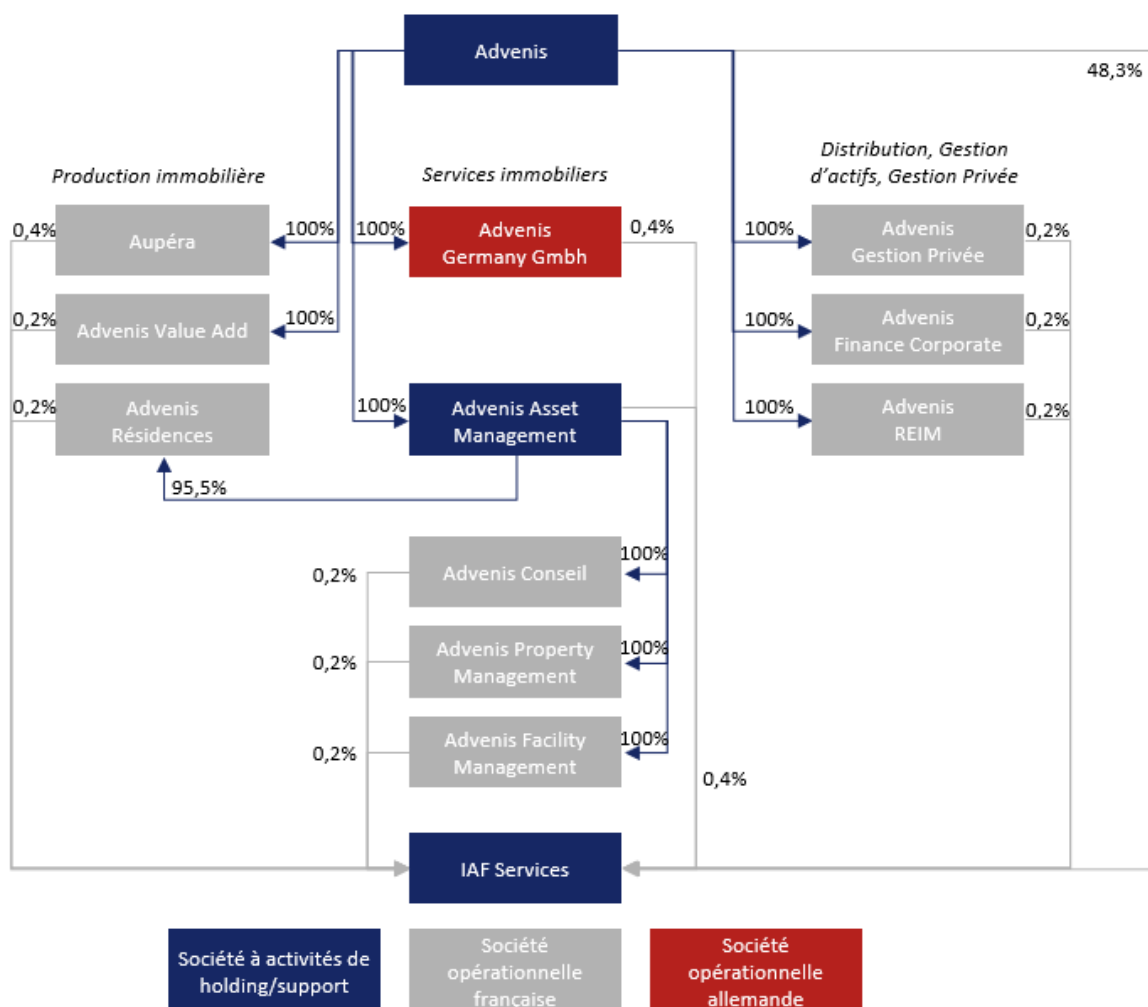 Advenis
48,3%
Production immobilière
Services immobiliers
Distribution, Gestion
d'actifs, Gestion Privée
0,4%
Aupéra
100%
100%
Advenis
Germany Gmbh
0,4%
100%
Advenis
Gestion Privée
0,2%
0,2%
Advenis Value Add
100%
100%
Advenis
Finance Corporate
0,2%
0,2%
Advenis
Résidences
100%
Advenis Asset
Management
100%
Advenis
REIM
0,2%
95,5%
0,2%
Advenis Conseil
100%
0,2%
Advenis Property
Management
100%
0,2%
Advenis Facility
Management
100%
0,4%
IAF Services
Société à activités de
holding/support
Société
opérationnelle
française
Société
opérationnelle
allemande